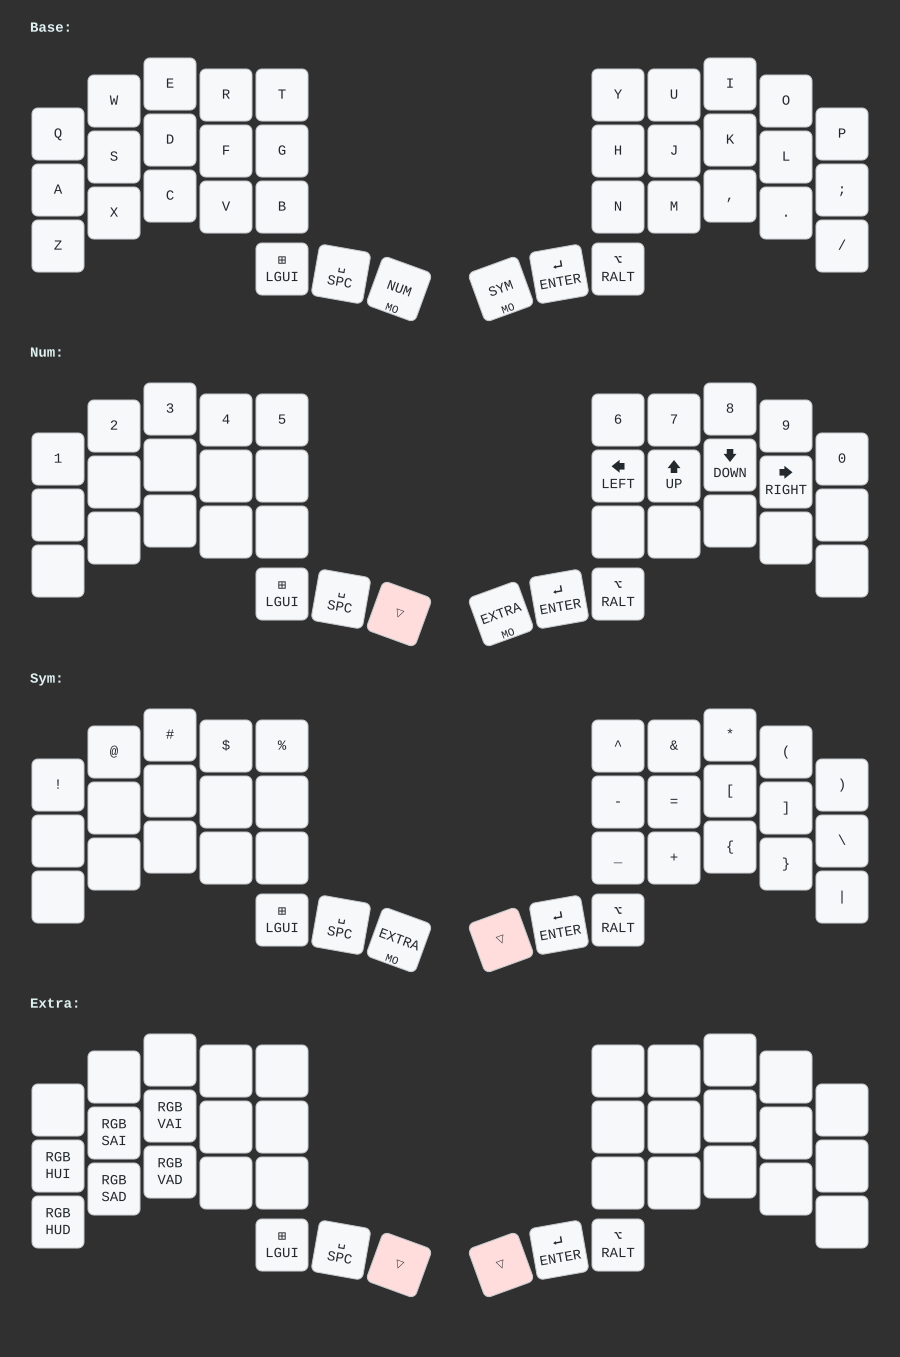 Base:
Q W E R T Y U I O P
A S D F G H J K L ;
Z X C V B N M , . /
⊞ LGUI ␣ SPC NUM MO SYM MO ↵ ENTER ⌥ RALT
Num:
1 2 3 4 5 6 7 8 9 0
🡄 LEFT 🡅 UP 🡇 DOWN 🡆 RIGHT
⊞ LGUI ␣ SPC ▽ EXTRA MO ↵ ENTER ⌥ RALT
Sym:
! @ # $ % ^ & * ( )
- = [ ] \
_ + { } |
⊞ LGUI ␣ SPC EXTRA MO ▽ ↵ ENTER ⌥ RALT
Extra:
RGB HUI RGB SAI RGB VAI
RGB HUD RGB SAD RGB VAD
⊞ LGUI ␣ SPC ▽ ▽ ↵ ENTER ⌥ RALT